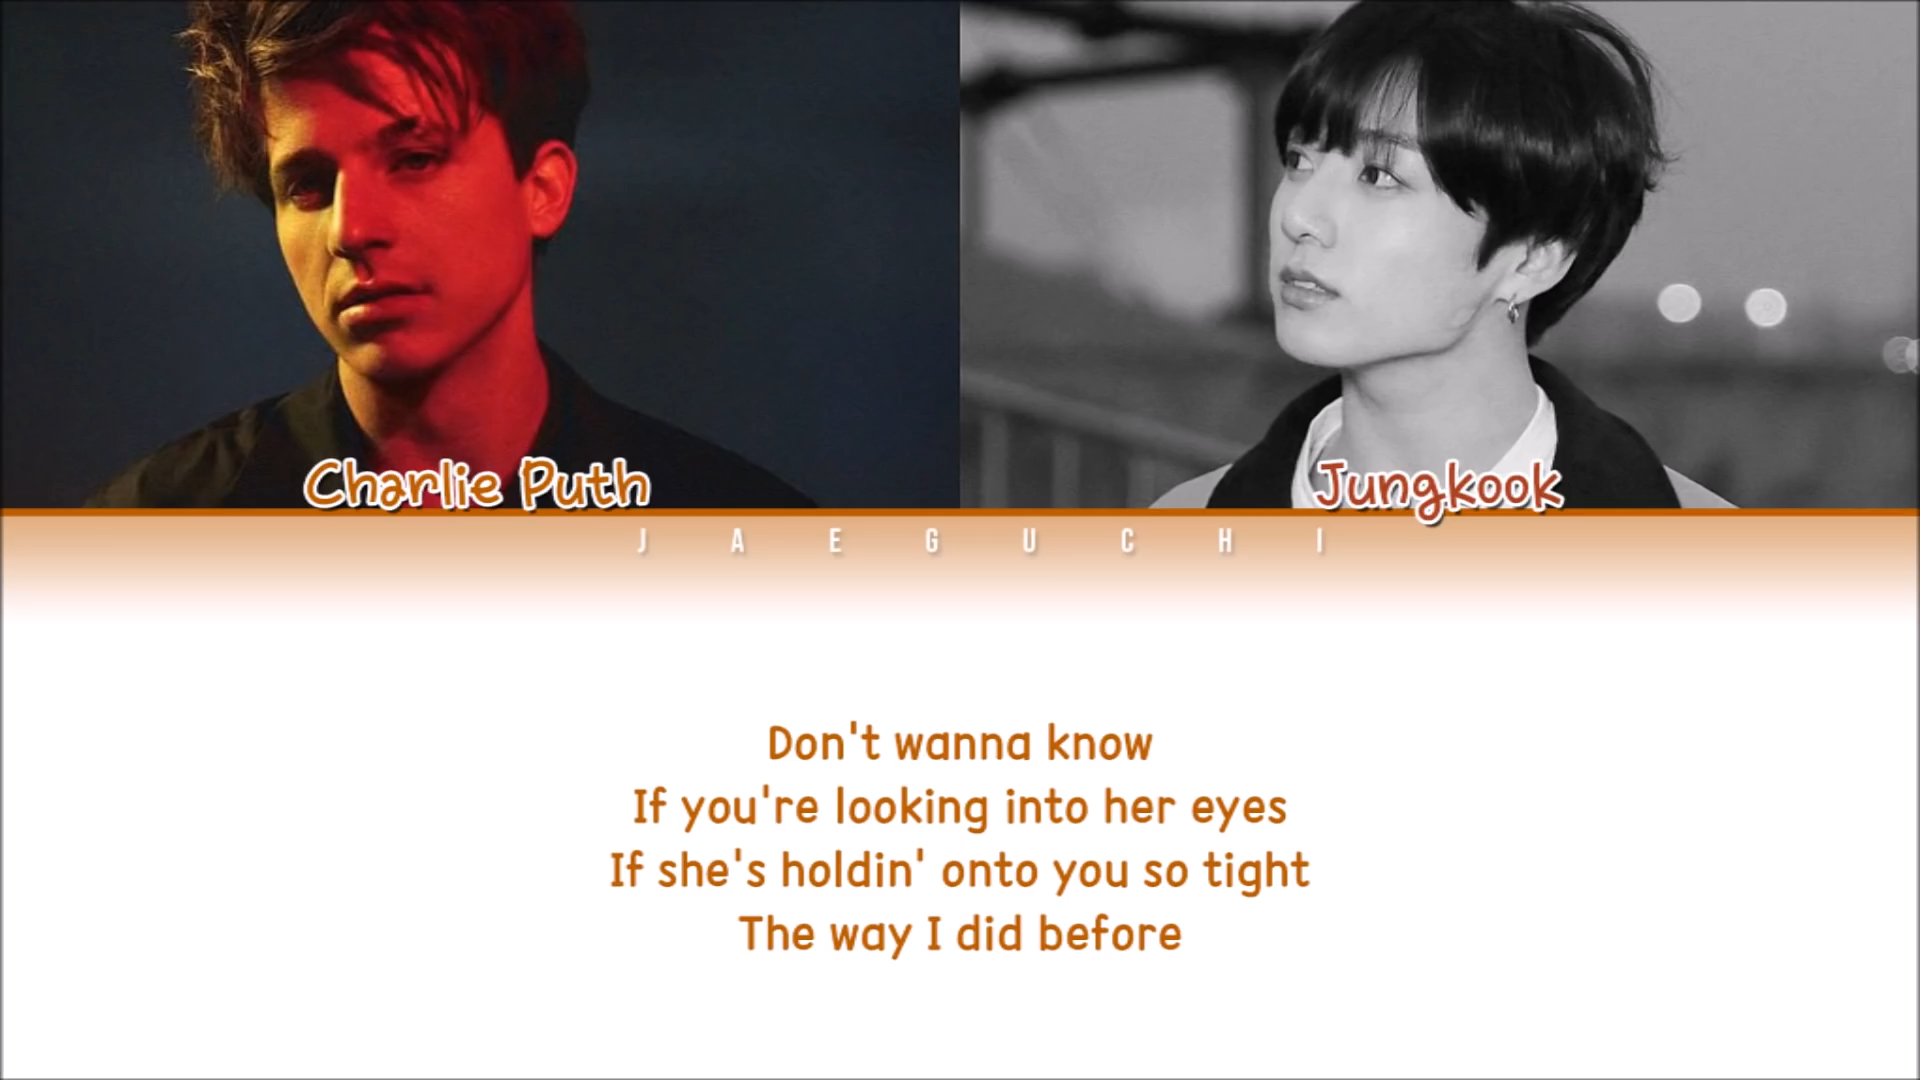 Charlie Puth
Jungkook
JAEGUCHI
Don't wanna know
If you're looking into her eyes
If she's holdin' onto you so tight
The way I did before